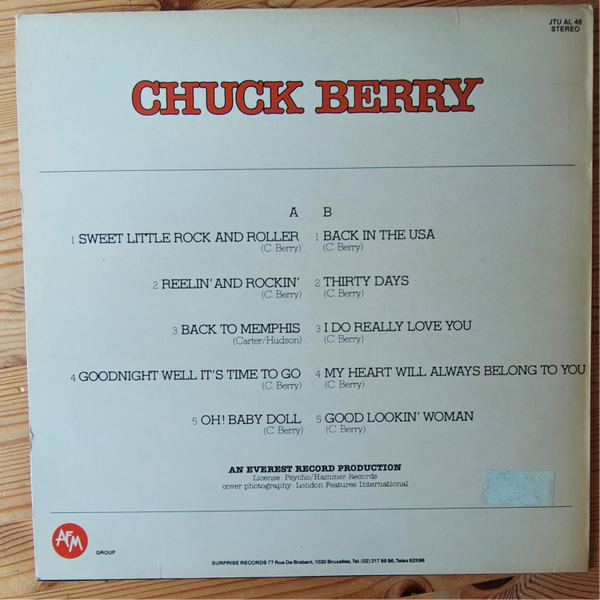 JTU AL 48
STEREO
CHUCK BERRY
A
1 SWEET LITTLE ROCK AND ROLLER
(C. Berry)
2 REELIN' AND ROCKIN'
(C. Berry)
3 BACK TO MEMPHIS
(Carter/Hudson)
4 GOODNIGHT WELL IT'S TIME TO GO
(C. Berry)
5 OH! BABY DOLL
(C. Berry)
B
1 BACK IN THE USA
(C. Berry)
2 THIRTY DAYS
(C. Berry)
3 I DO REALLY LOVE YOU
(C. Berry)
4 MY HEART WILL ALWAYS BELONG TO YOU
(C. Berry)
5 GOOD LOOKIN' WOMAN
(C. Berry)
AN EVEREST RECORD PRODUCTION
License: Psycho/Hammer Records
cover photography: London Features International
AFM
GROUP
SURPRISE RECORDS 77 Rue De Brabant, 1030 Bruxelles, Tel. (02) 217 89 96, Telex 62596